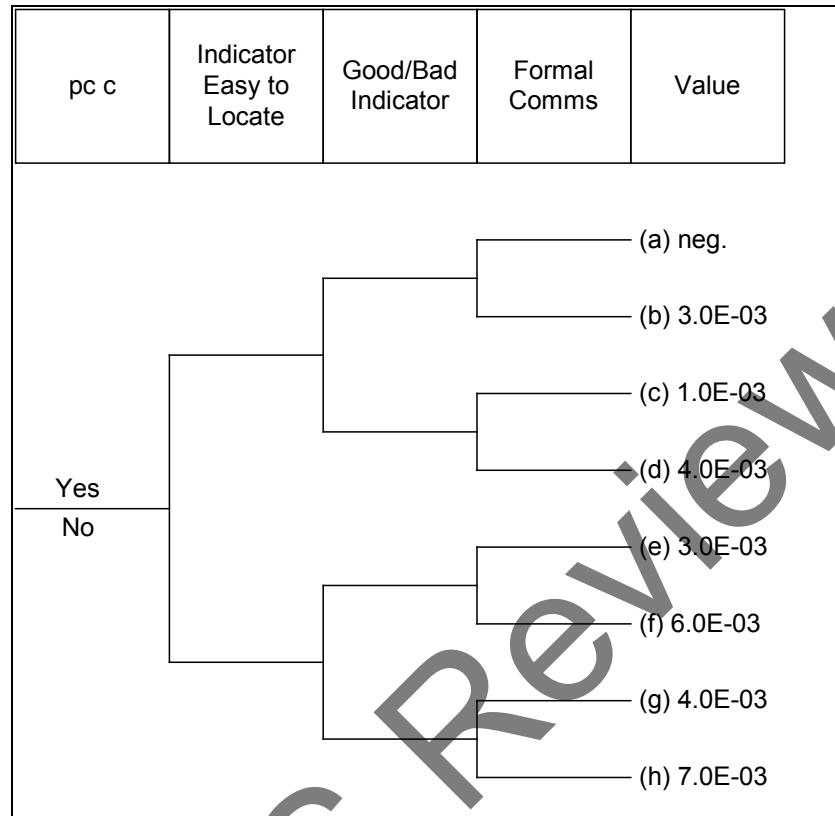 pc c
Indicator
Easy to
Locate
Good/Bad
Indicator
Formal
Comms
Value
(a) neg.
(b) 3.0E-03
(c) 1.0E-03
(d) 4.0E-03
Yes
No
(e) 3.0E-03
(f) 6.0E-03
(g) 4.0E-03
(h) 7.0E-03
c Review